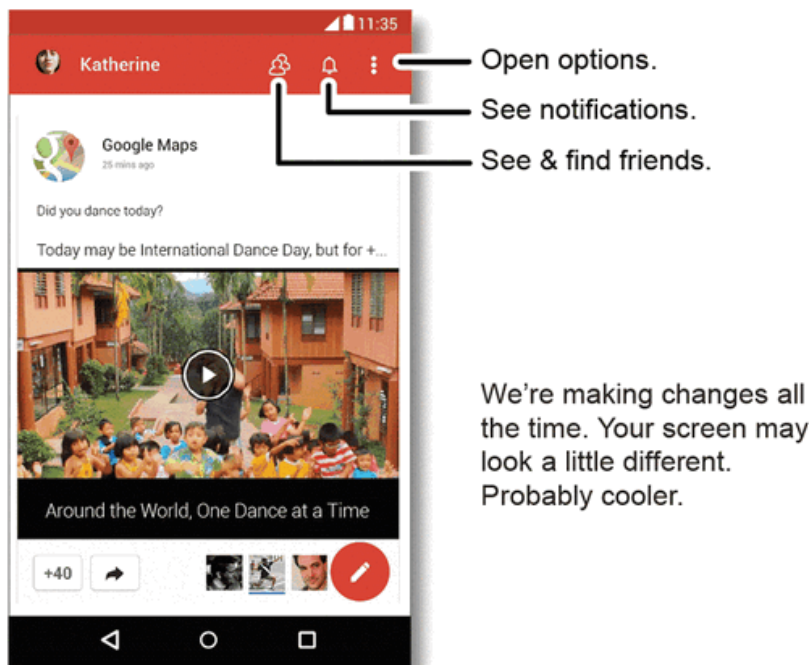 11:35
Katherine
Open options.
See notifications.
See & find friends.
Google Maps
25 mins ago
Did you dance today?
Today may be International Dance Day, but for +...
Around the World, One Dance at a Time
+40
We're making changes all
the time. Your screen may
look a little different.
Probably cooler.